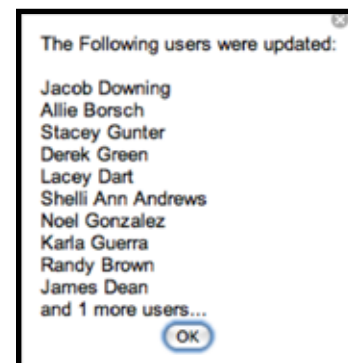 The Following users were updated:
Jacob Downing
Allie Borsch
Stacey Gunter
Derek Green
Lacey Dart
Shelli Ann Andrews
Noel Gonzalez
Karla Guerra
Randy Brown
James Dean
and 1 more users...
OK